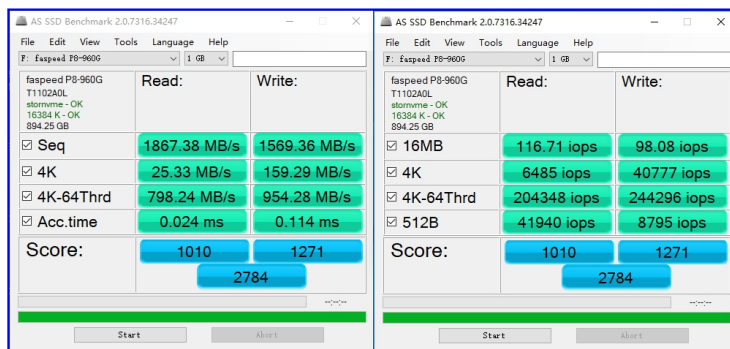 AS SSD Benchmark 2.0.7316.34247
File Edit View Tools Language Help
F: faspeed P8-960G 1 GB
faspeed P8-960G
T1102A0L
stornvme - OK
16384 K - OK
894.25 GB
Read: Write:
Seq 1867.38 MB/s 1569.36 MB/s
4K 25.33 MB/s 159.29 MB/s
4K-64Thrd 798.24 MB/s 954.28 MB/s
Acc.time 0.024 ms 0.114 ms
Score: 1010 1271
2784
--:--:--
Start Abort
AS SSD Benchmark 2.0.7316.34247
File Edit View Tools Language Help
F: faspeed P8-960G 1 GB
faspeed P8-960G
T1102A0L
stornvme - OK
16384 K - OK
894.25 GB
Read: Write:
16MB 116.71 iops 98.08 iops
4K 6485 iops 40777 iops
4K-64Thrd 204348 iops 244296 iops
512B 41940 iops 8795 iops
Score: 1010 1271
2784
--:--:--
Start Abort